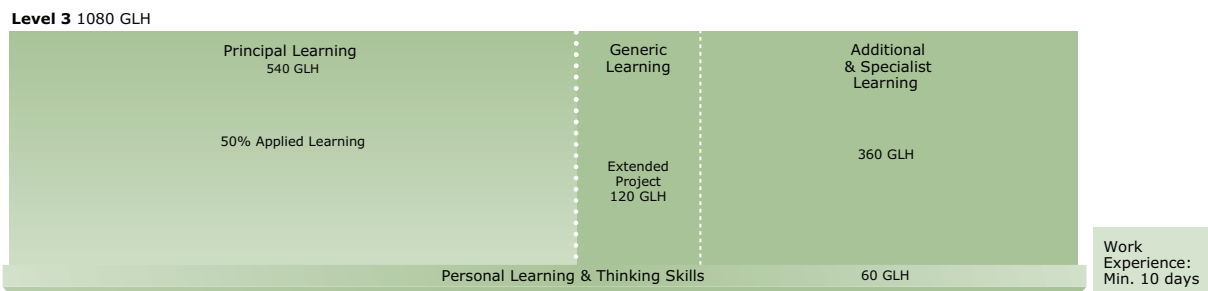 Level 3 1080 GLH
Principal Learning
540 GLH
50% Applied Learning
Generic
Learning
Extended
Project
120 GLH
Additional
& Specialist
Learning
360 GLH
Personal Learning & Thinking Skills 60 GLH
Work
Experience:
Min. 10 days